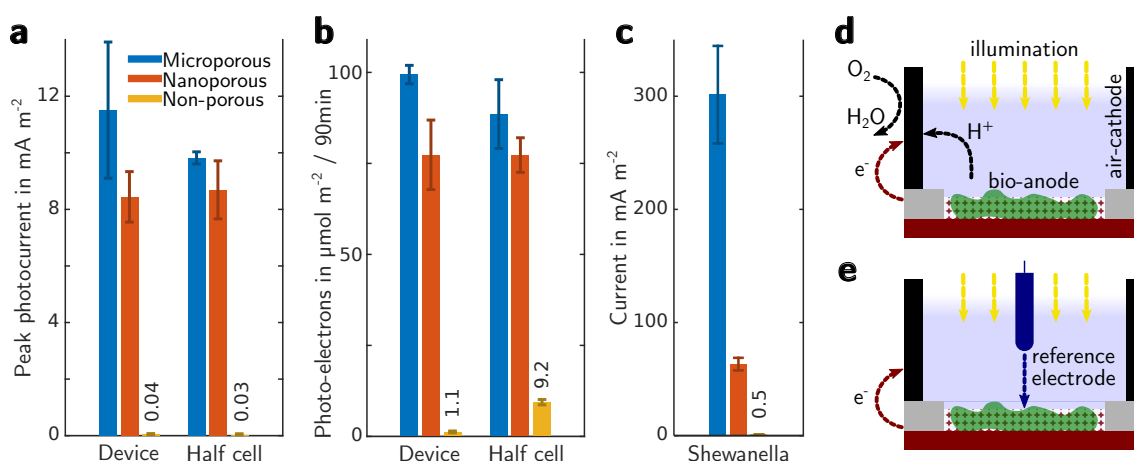 a
Peak photocurrent in mA m⁻²
12
8
4
0
Microporous
Nanoporous
Non-porous
0.04
0.03
Device
Half cell
b
Photo-electrons in µmol m⁻² / 90min
100
50
0
1.1
9.2
Device
Half cell
c
Current in mA m⁻²
300
200
100
0
0.5
Shewanella
d
illumination
O₂
H₂O
H⁺
e⁻
bio-anode
air-cathode
e
reference
electrode
e⁻